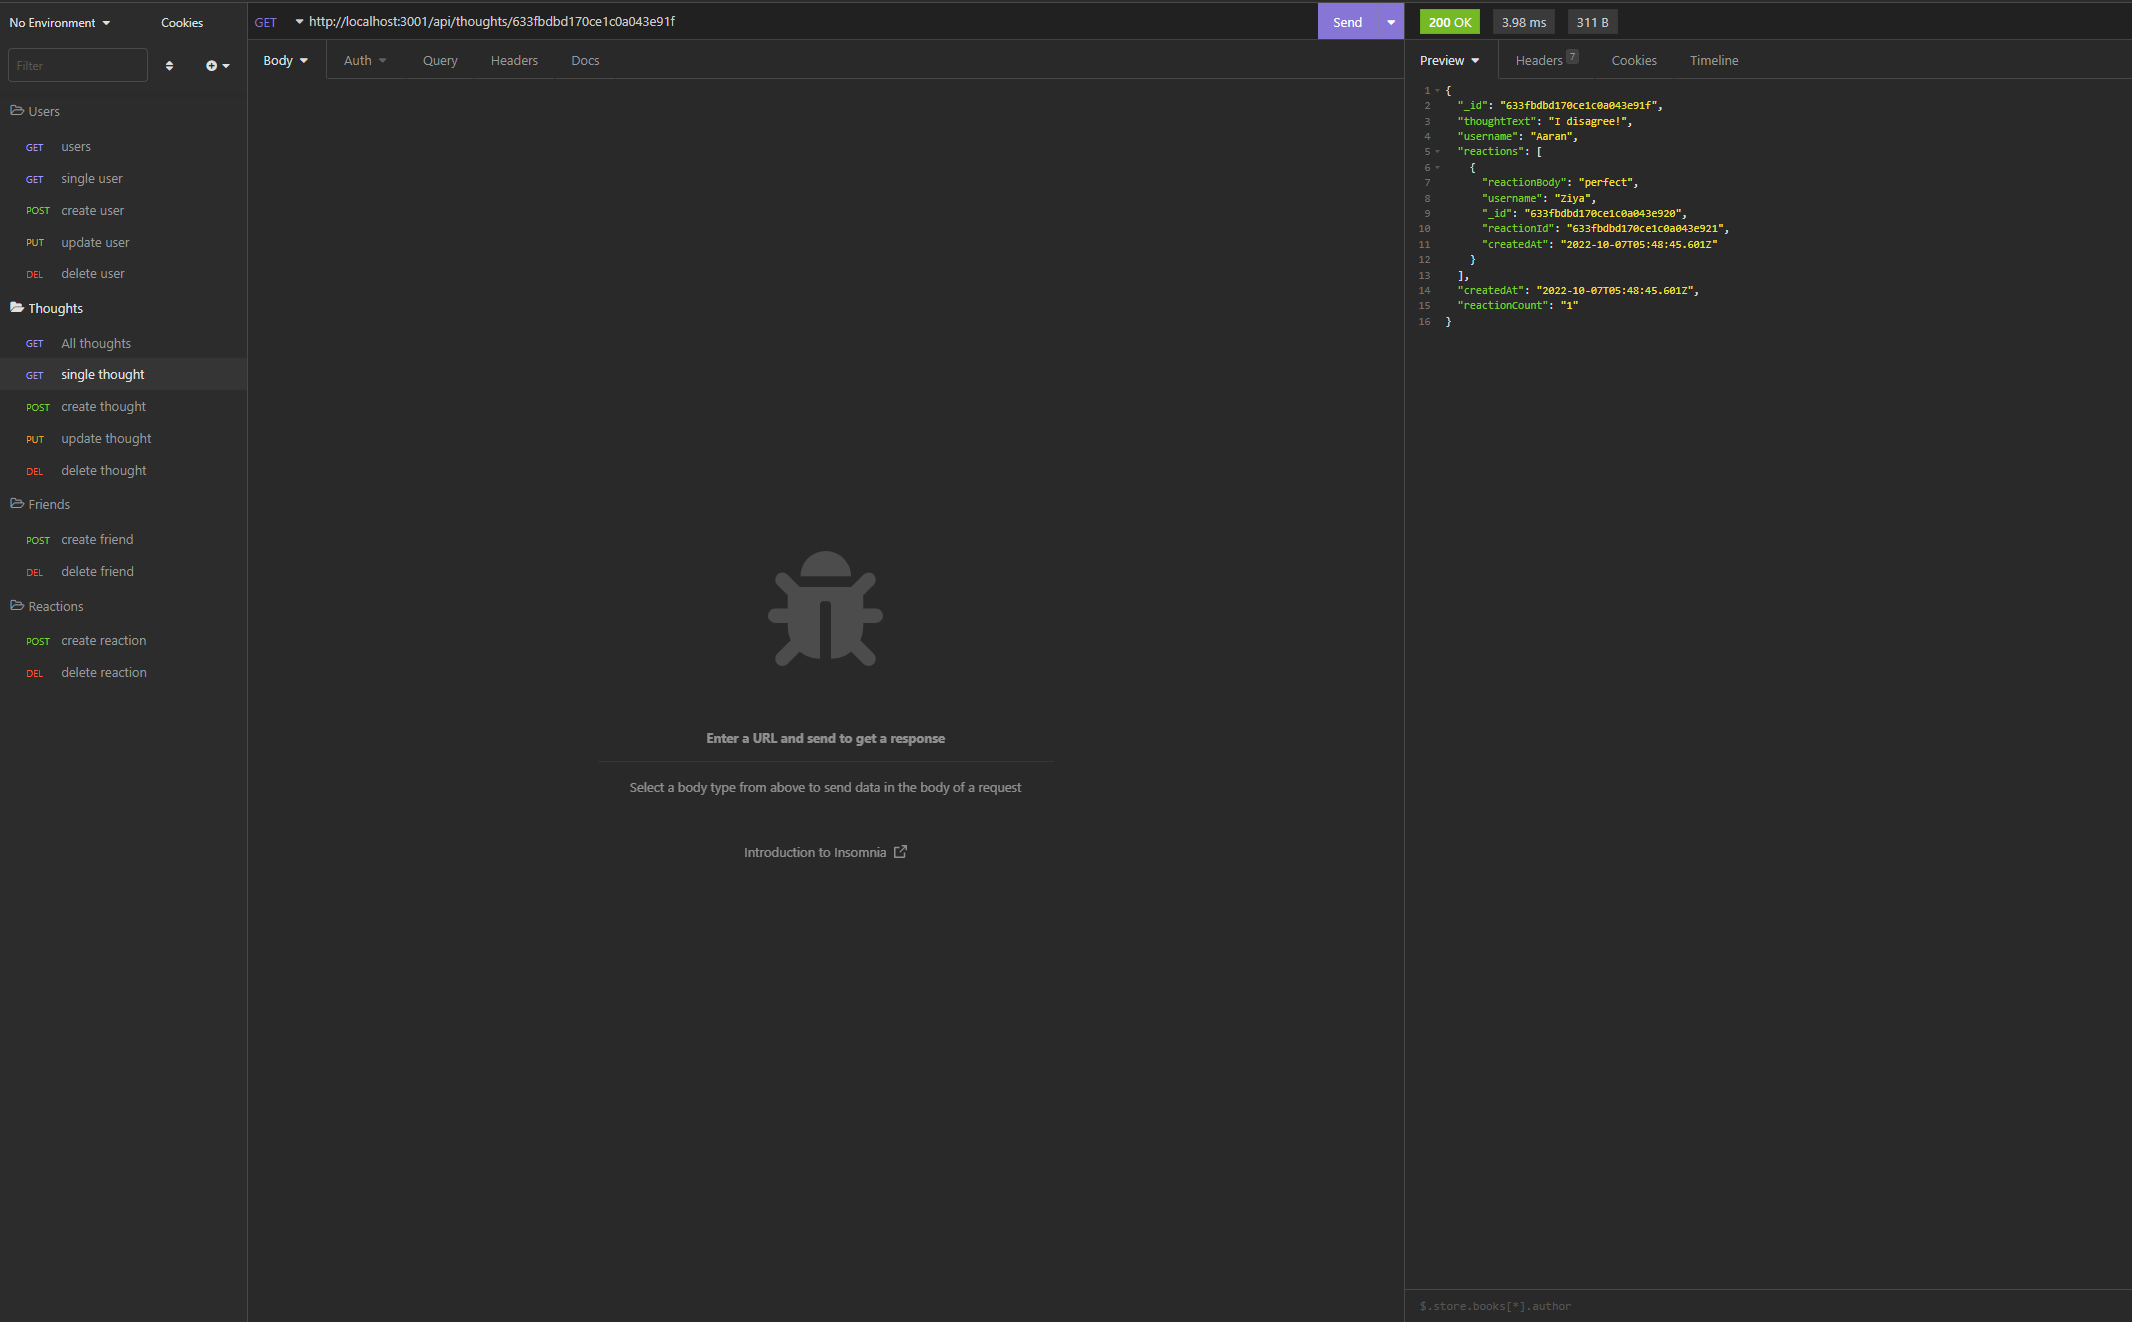 No Environment
Cookies
Filter
Users
GET users
GET single user
POST create user
PUT update user
DEL delete user
Thoughts
GET All thoughts
GET single thought
POST create thought
PUT update thought
DEL delete thought
Friends
POST create friend
DEL delete friend
Reactions
POST create reaction
DEL delete reaction
GET http://localhost:3001/api/thoughts/633fbdbd170ce1c0a043e91f
Send
Body Auth Query Headers Docs
Enter a URL and send to get a response
Select a body type from above to send data in the body of a request
Introduction to Insomnia
200 OK 3.98 ms 311 B
Preview Headers 7 Cookies Timeline
1 {
2 "_id": "633fbdbd170ce1c0a043e91f",
3 "thoughtText": "I disagree!",
4 "username": "Aaran",
5 "reactions": [
6 {
7 "reactionBody": "perfect",
8 "username": "Ziya",
9 "_id": "633fbdbd170ce1c0a043e920",
10 "reactionId": "633fbdbd170ce1c0a043e921",
11 "createdAt": "2022-10-07T05:48:45.601Z"
12 }
13 ],
14 "createdAt": "2022-10-07T05:48:45.601Z",
15 "reactionCount": "1"
16 }
$.store.books[*].author